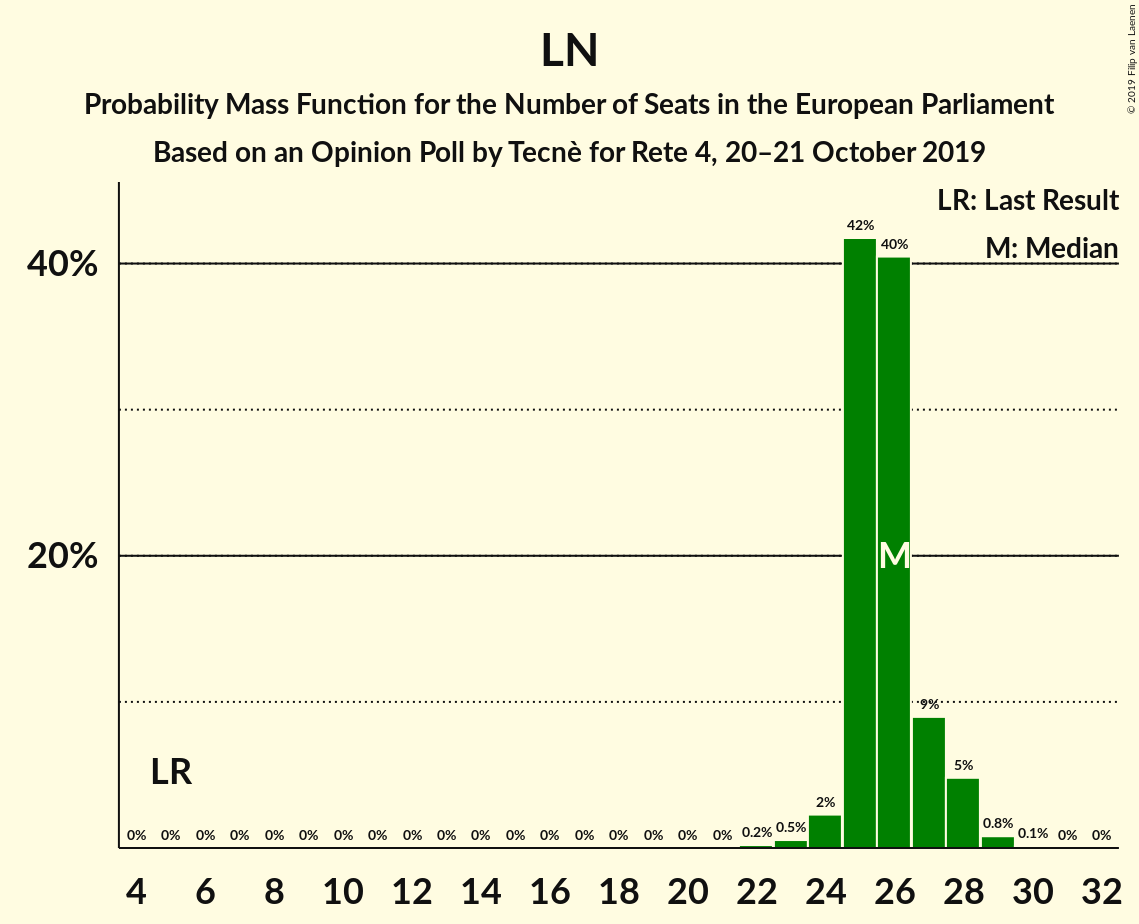 LN
Probability Mass Function for the Number of Seats in the European Parliament
Based on an Opinion Poll by Tecnè for Rete 4, 20–21 October 2019
© 2019 Filip van Laenen
LR: Last Result
M: Median
42%
40%
40%
20%
M
9%
LR
5%
2%
0% 0% 0% 0% 0% 0% 0% 0% 0% 0% 0% 0% 0% 0% 0% 0% 0% 0% 0.2% 0.5% 0.8% 0.1% 0% 0%
4 6 8 10 12 14 16 18 20 22 24 26 28 30 32